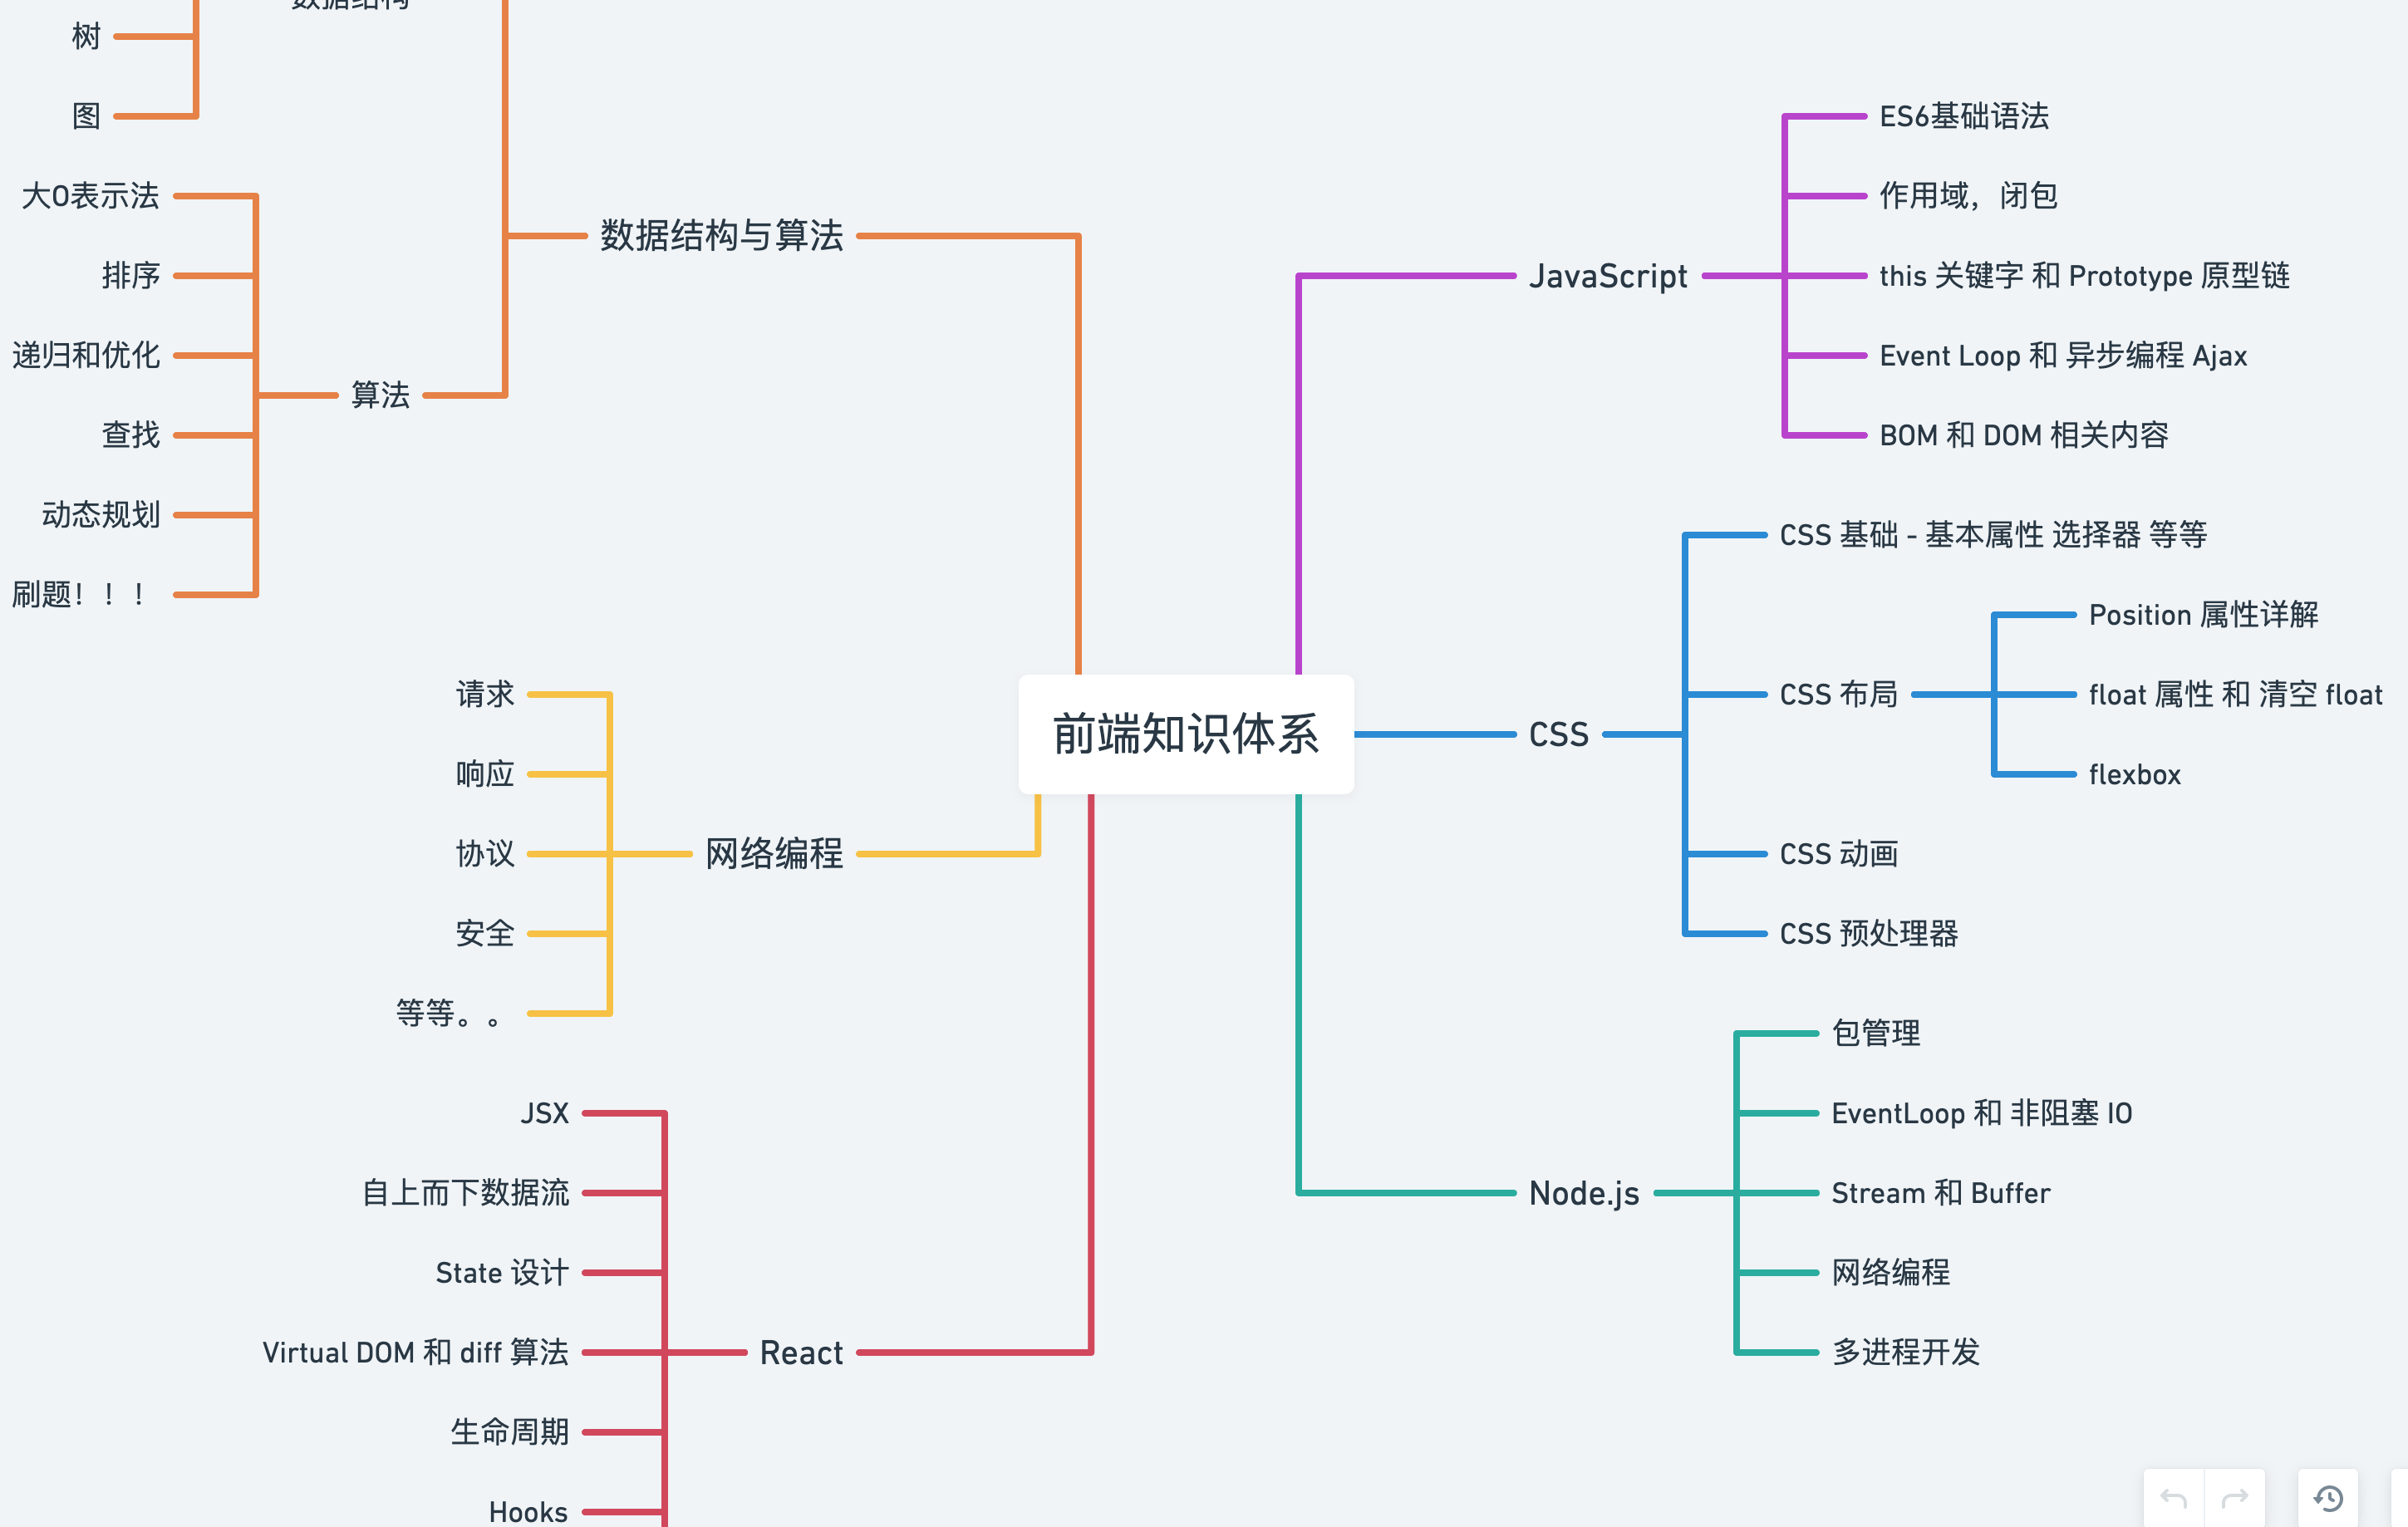 数据结构
树
图
数据结构与算法
大O表示法
排序
递归和优化
算法
查找
动态规划
刷题！！！
请求
响应
协议
网络编程
安全
等等。。
JSX
自上而下数据流
State 设计
Virtual DOM 和 diff 算法
React
生命周期
Hooks
前端知识体系
JavaScript
ES6基础语法
作用域，闭包
this 关键字 和 Prototype 原型链
Event Loop 和 异步编程 Ajax
BOM 和 DOM 相关内容
CSS
CSS 基础 - 基本属性 选择器 等等
CSS 布局
Position 属性详解
float 属性 和 清空 float
flexbox
CSS 动画
CSS 预处理器
Node.js
包管理
EventLoop 和 非阻塞 IO
Stream 和 Buffer
网络编程
多进程开发